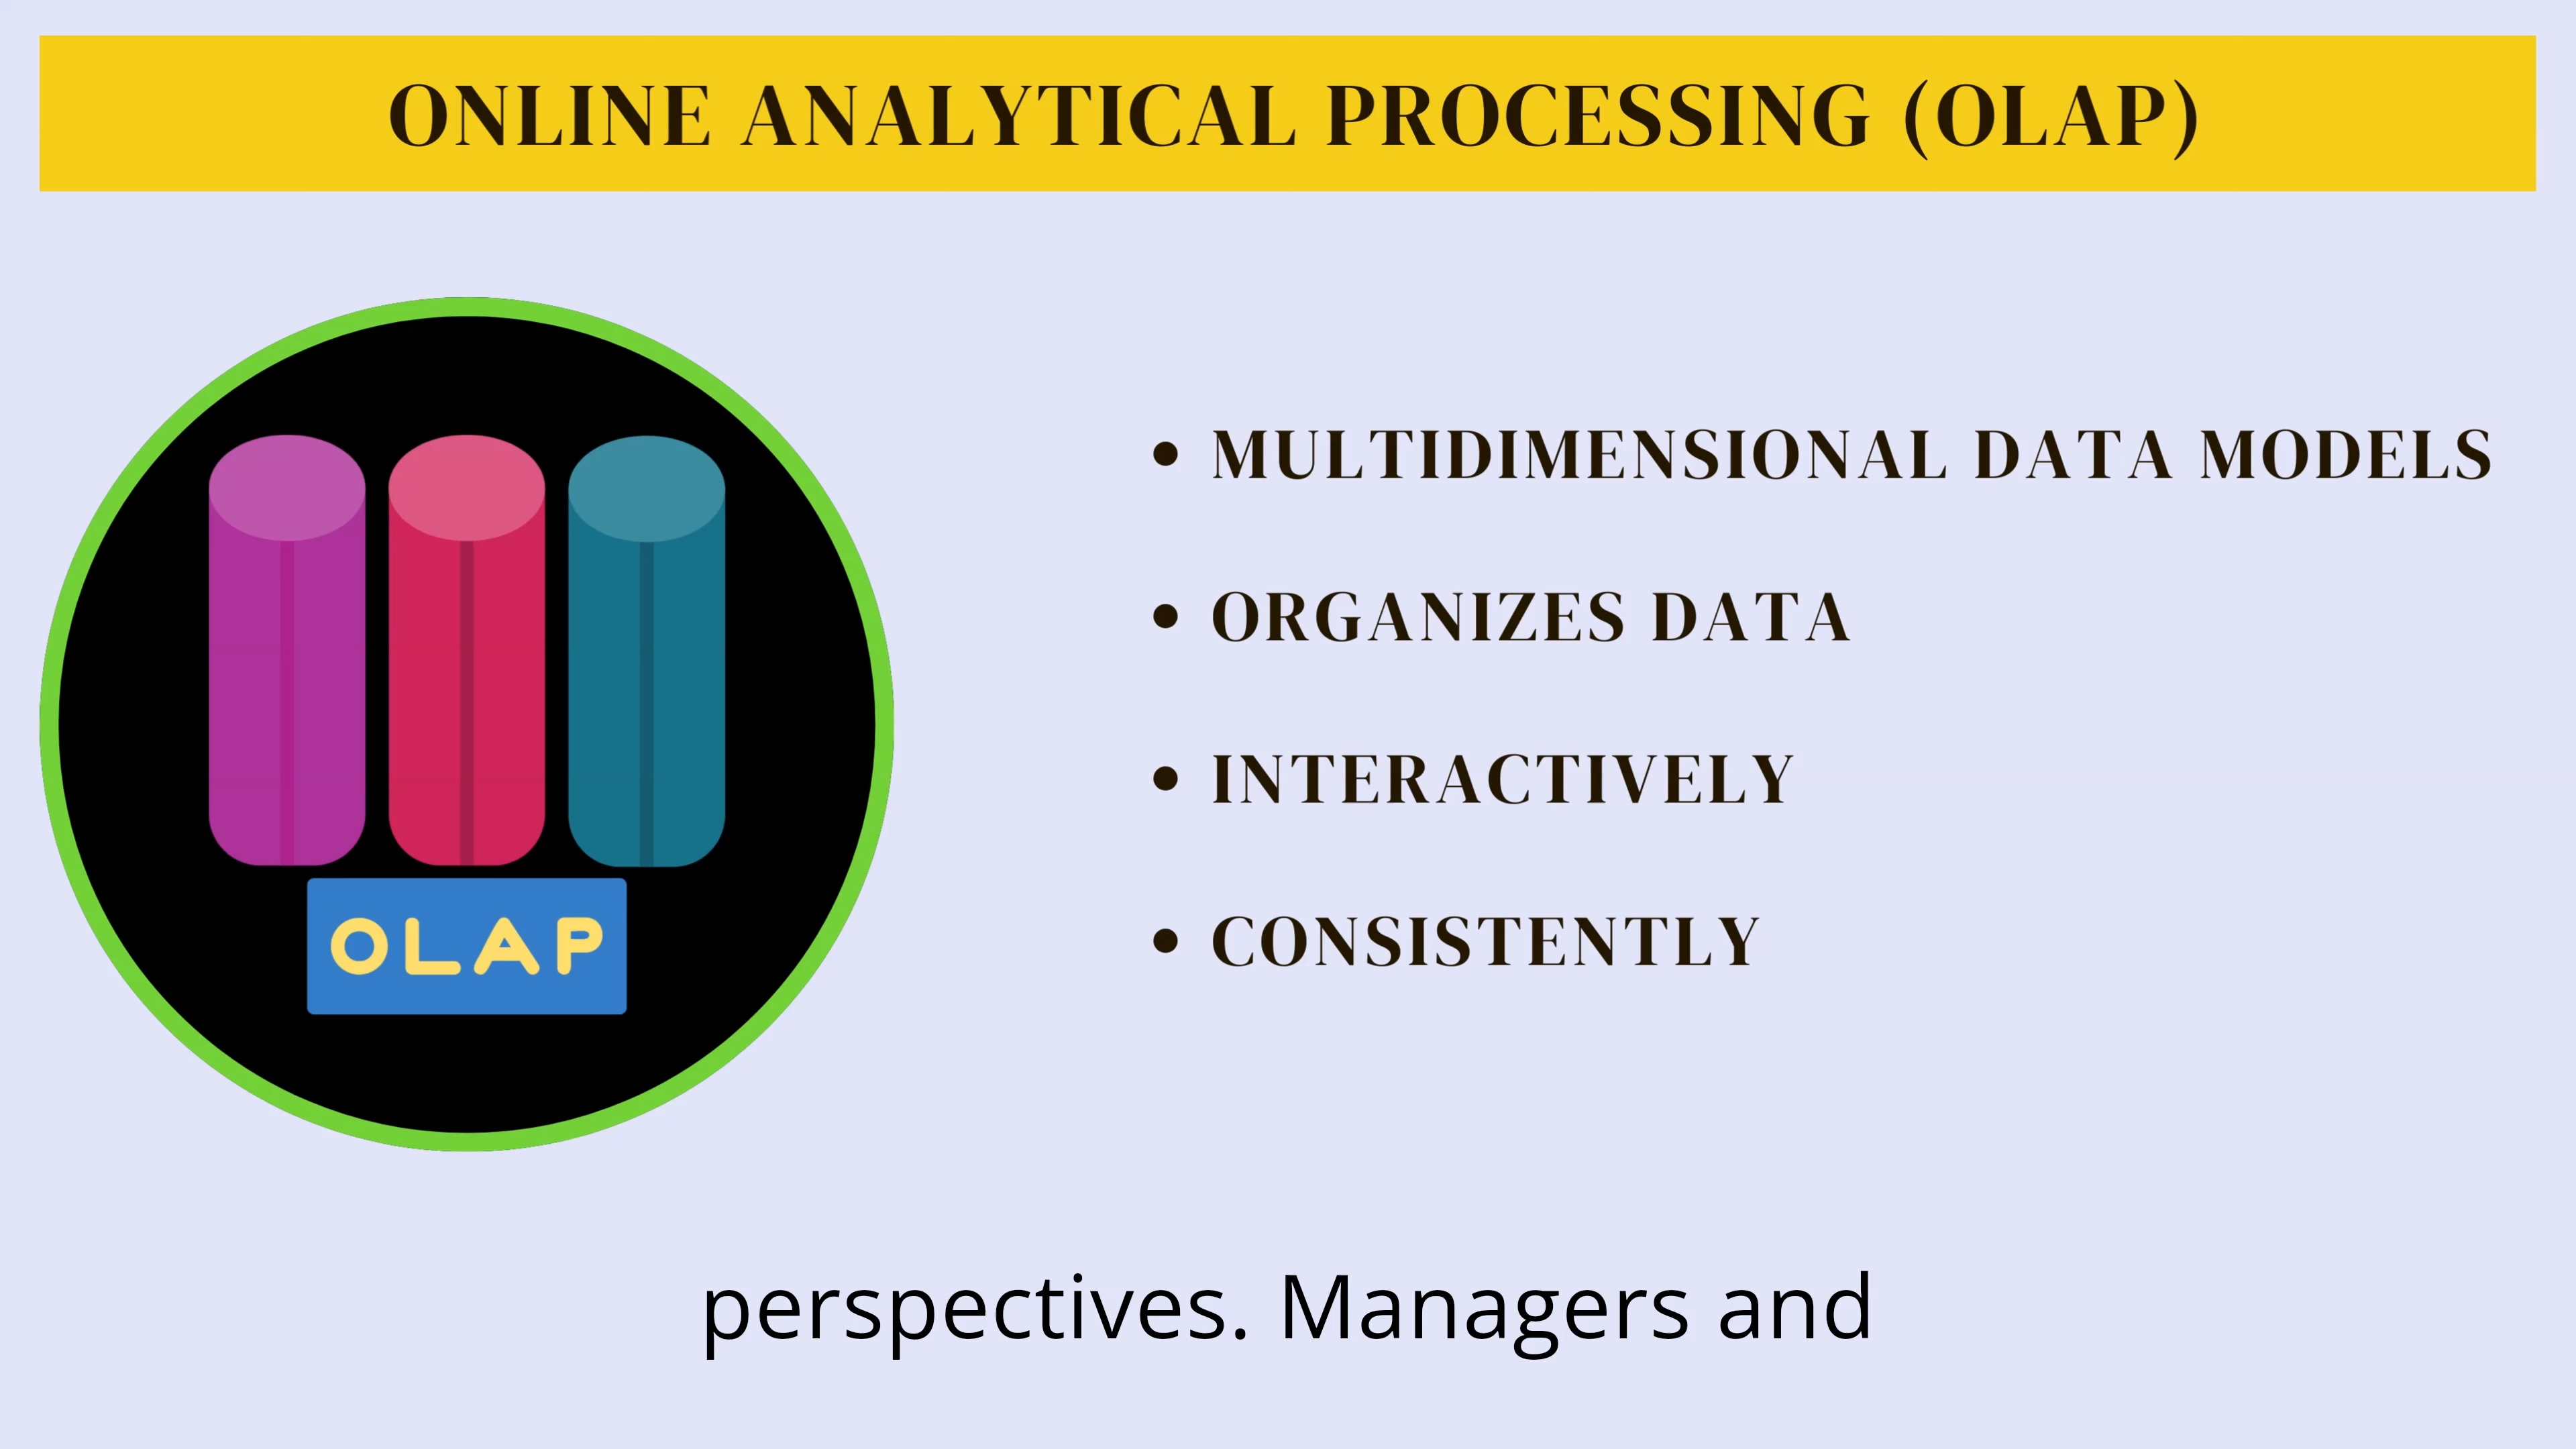 ONLINE ANALYTICAL PROCESSING (OLAP)
OLAP
• MULTIDIMENSIONAL DATA MODELS
• ORGANIZES DATA
• INTERACTIVELY
• CONSISTENTLY
perspectives. Managers and